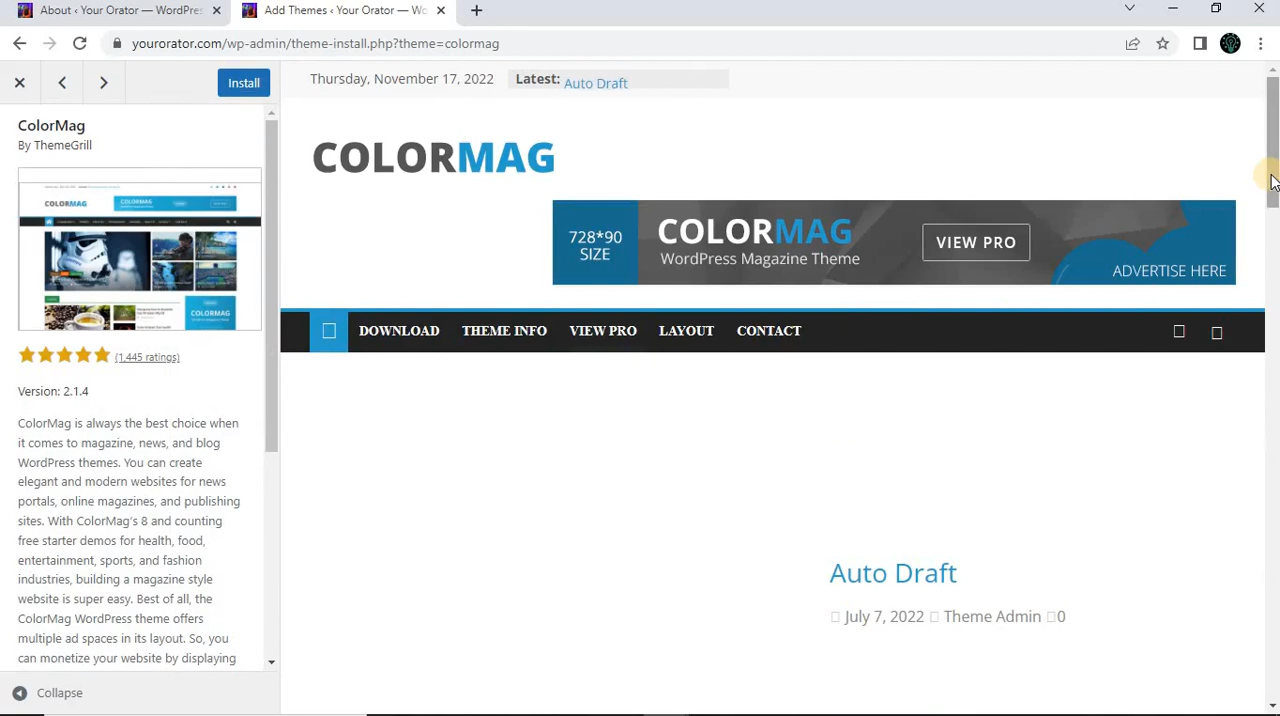 About ‹ Your Orator — WordPres
Add Themes ‹ Your Orator — Wo
yourorator.com/wp-admin/theme-install.php?theme=colormag
Install
ColorMag
By ThemeGrill
(1,445 ratings)
Version: 2.1.4
ColorMag is always the best choice when
it comes to magazine, news, and blog
WordPress themes. You can create
elegant and modern websites for news
portals, online magazines, and publishing
sites. With ColorMag's 8 and counting
free starter demos for health, food,
entertainment, sports, and fashion
industries, building a magazine style
website is super easy. Best of all, the
ColorMag WordPress theme offers
multiple ad spaces in its layout. So, you
can monetize your website by displaying
Collapse
Thursday, November 17, 2022
Latest: Auto Draft
COLORMAG
728*90
SIZE
COLORMAG
WordPress Magazine Theme
VIEW PRO
ADVERTISE HERE
DOWNLOAD THEME INFO VIEW PRO LAYOUT CONTACT
Auto Draft
July 7, 2022 Theme Admin 0